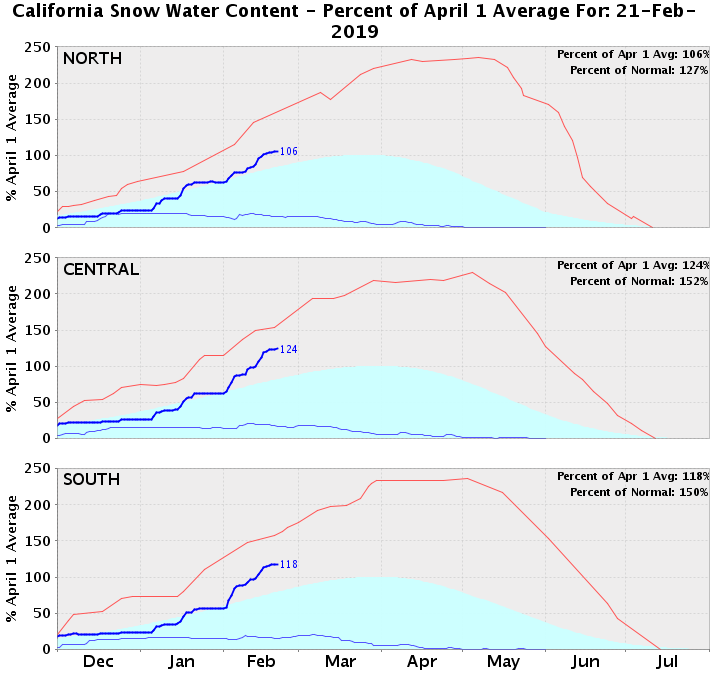 California Snow Water Content - Percent of April 1 Average For: 21-Feb-
2019
NORTH
Percent of Apr 1 Avg: 106%
Percent of Normal: 127%
% April 1 Average
250
200
150
100
50
0
106
CENTRAL
Percent of Apr 1 Avg: 124%
Percent of Normal: 152%
% April 1 Average
250
200
150
100
50
0
124
SOUTH
Percent of Apr 1 Avg: 118%
Percent of Normal: 150%
% April 1 Average
250
200
150
100
50
0
118
Dec Jan Feb Mar Apr May Jun Jul